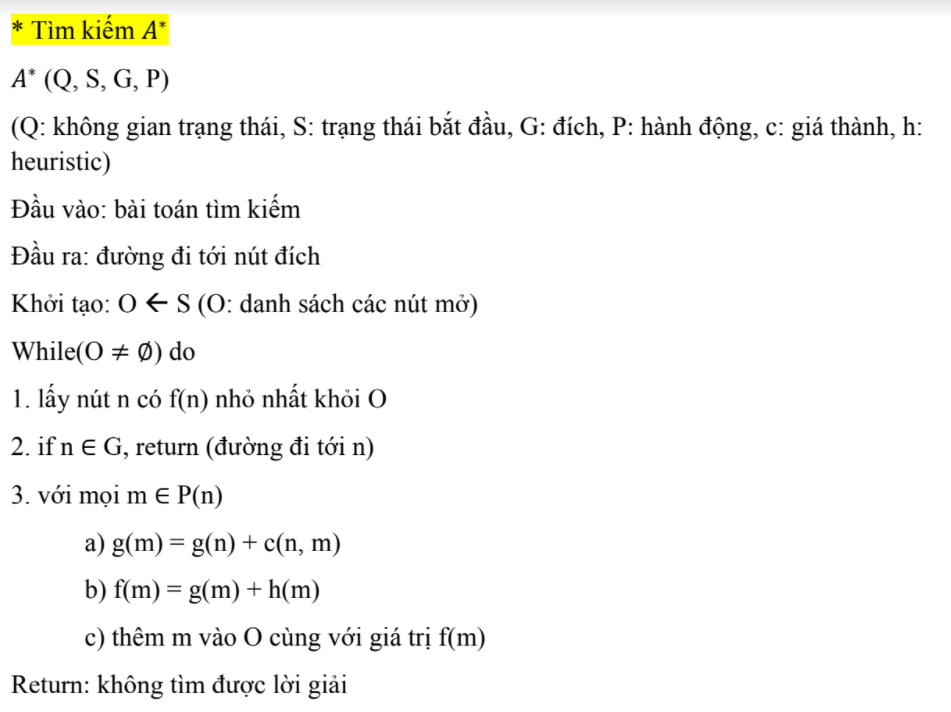 * Tìm kiếm A*
A* (Q, S, G, P)
(Q: không gian trạng thái, S: trạng thái bắt đầu, G: đích, P: hành động, c: giá thành, h:
heuristic)
Đầu vào: bài toán tìm kiếm
Đầu ra: đường đi tới nút đích
Khởi tạo: O ← S (O: danh sách các nút mở)
While(O ≠ ∅) do
1. lấy nút n có f(n) nhỏ nhất khỏi O
2. if n ∈ G, return (đường đi tới n)
3. với mọi m ∈ P(n)
a) g(m) = g(n) + c(n, m)
b) f(m) = g(m) + h(m)
c) thêm m vào O cùng với giá trị f(m)
Return: không tìm được lời giải